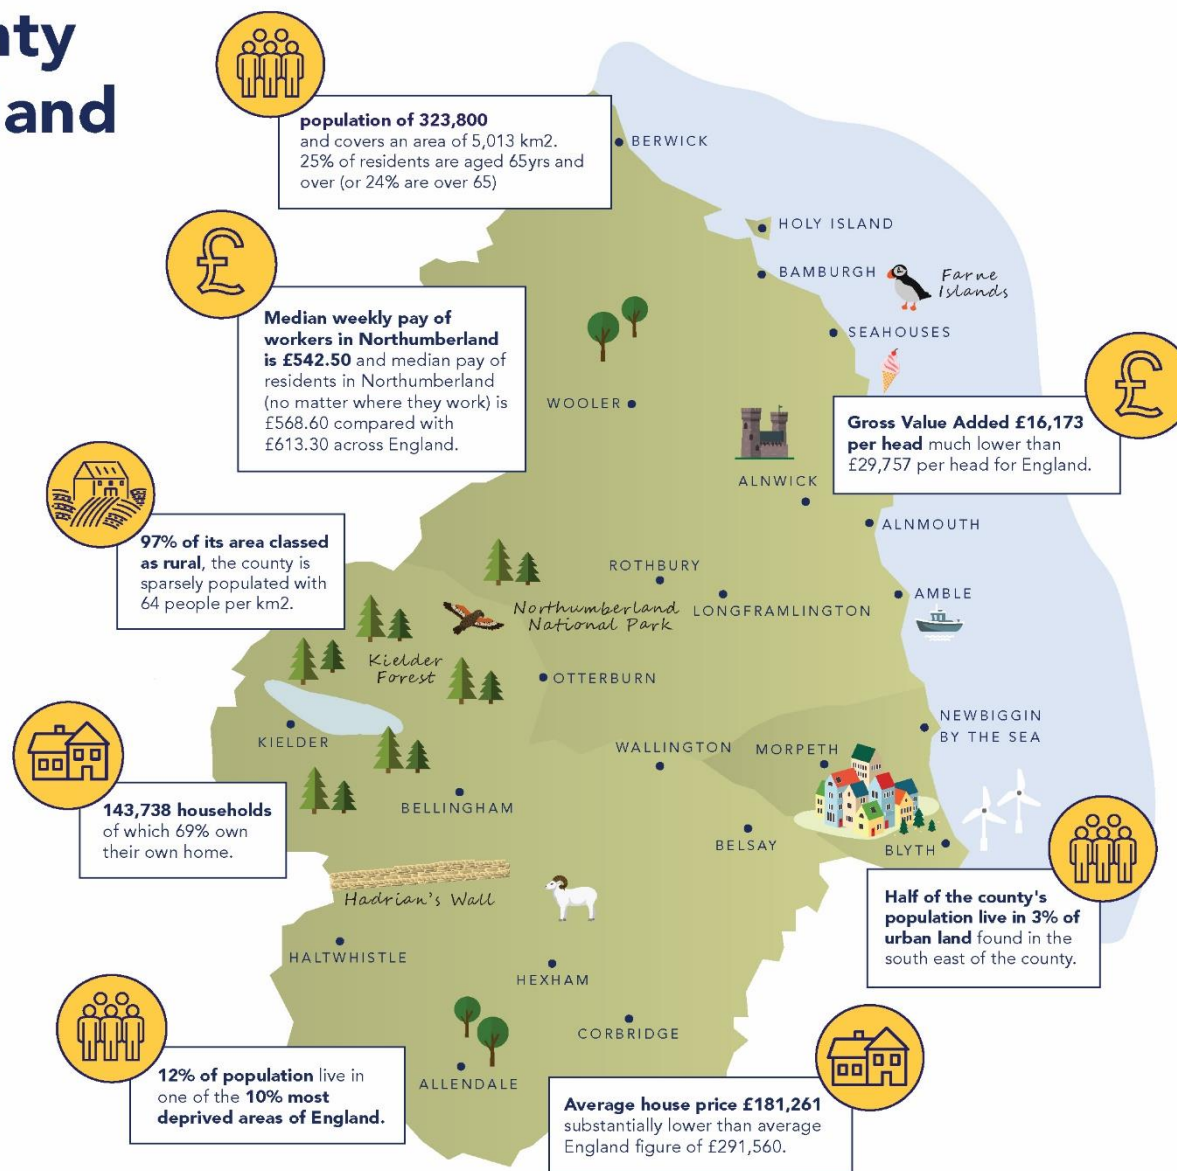 nty
and
population of 323,800
and covers an area of 5,013 km2.
25% of residents are aged 65yrs and
over (or 24% are over 65)
BERWICK
HOLY ISLAND
BAMBURGH
Farne
Islands
SEAHOUSES
£
Median weekly pay of
workers in Northumberland
is £542.50 and median pay of
residents in Northumberland
(no matter where they work) is
£568.60 compared with
£613.30 across England.
WOOLER
£
Gross Value Added £16,173
per head much lower than
£29,757 per head for England.
ALNWICK
ALNMOUTH
97% of its area classed
as rural, the county is
sparsely populated with
64 people per km2.
ROTHBURY
Northumberland
National Park
LONGFRAMLINGTON
AMBLE
Kielder
Forest
OTTERBURN
KIELDER
WALLINGTON
MORPETH
NEWBIGGIN
BY THE SEA
143,738 households
of which 69% own
their own home.
BELLINGHAM
BELSAY
BLYTH
Hadrian's Wall
Half of the county's
population live in 3% of
urban land found in the
south east of the county.
HALTWHISTLE
HEXHAM
CORBRIDGE
ALLENDALE
12% of population live in
one of the 10% most
deprived areas of England.
Average house price £181,261
substantially lower than average
England figure of £291,560.